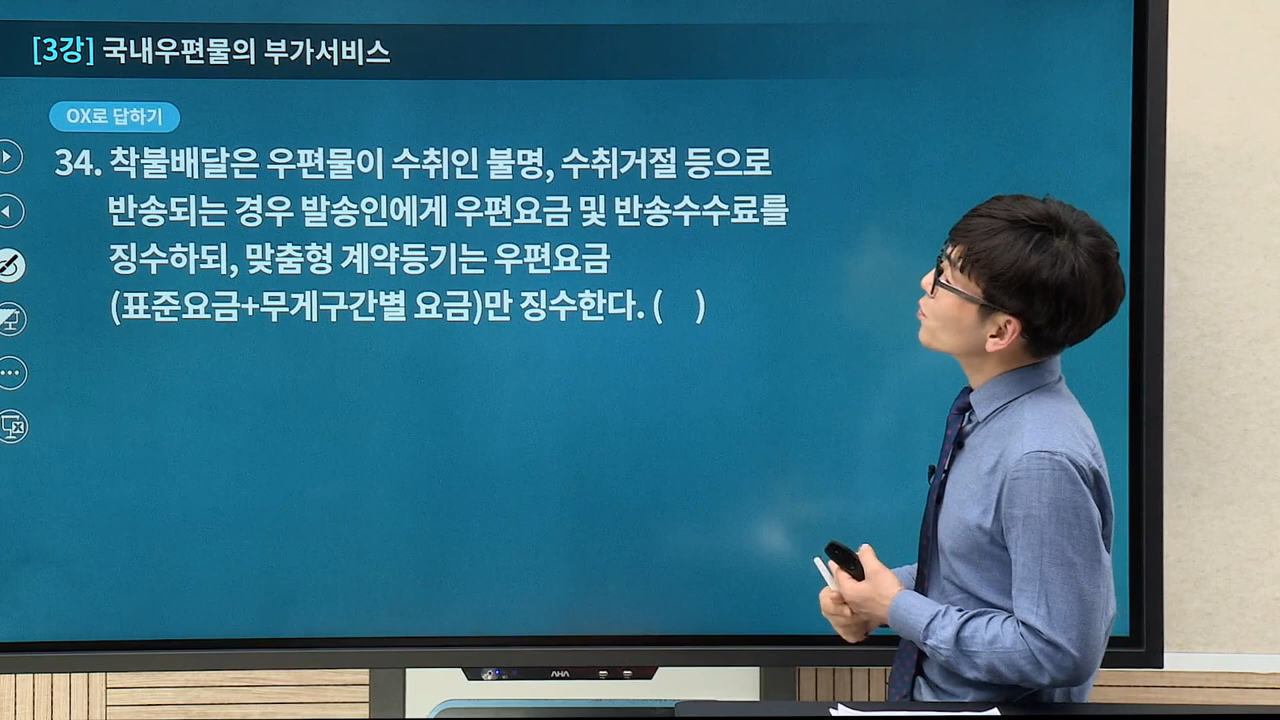 [3강] 국내우편물의 부가서비스
OX로 답하기
34. 착불배달은 우편물이 수취인 불명, 수취거절 등으로
반송되는 경우 발송인에게 우편요금 및 반송수수료를
징수하되, 맞춤형 계약등기는 우편요금
(표준요금+무게구간별 요금)만 징수한다. (    )
AHA